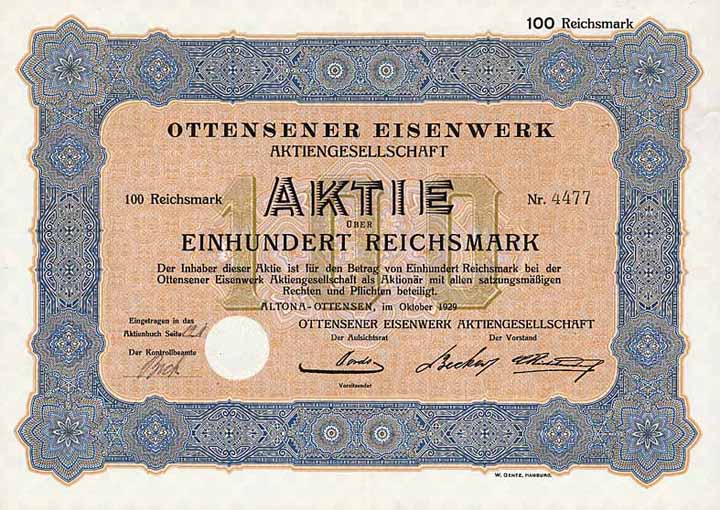 100 Reichsmark
OTTENSENER EISENWERK
AKTIENGESELLSCHAFT
100 Reichsmark
AKTIE
Nr. 4477
ÜBER
100
EINHUNDERT REICHSMARK
Der Inhaber dieser Aktie ist für den Betrag von Einhundert Reichsmark bei der
Ottensener Eisenwerk Aktiengesellschaft als Aktionär mit allen satzungsmäßigen
Rechten und Pflichten beteiligt.
ALTONA-OTTENSEN, im Oktober 1929
Eingetragen in das
Aktienbuch Seite
OTTENSENER EISENWERK AKTIENGESELLSCHAFT
Der Aufsichtsrat
Der Vorstand
Der Kontrollbeamte
Becker
Vorsitzender
W. GENTZ, HAMBURG.